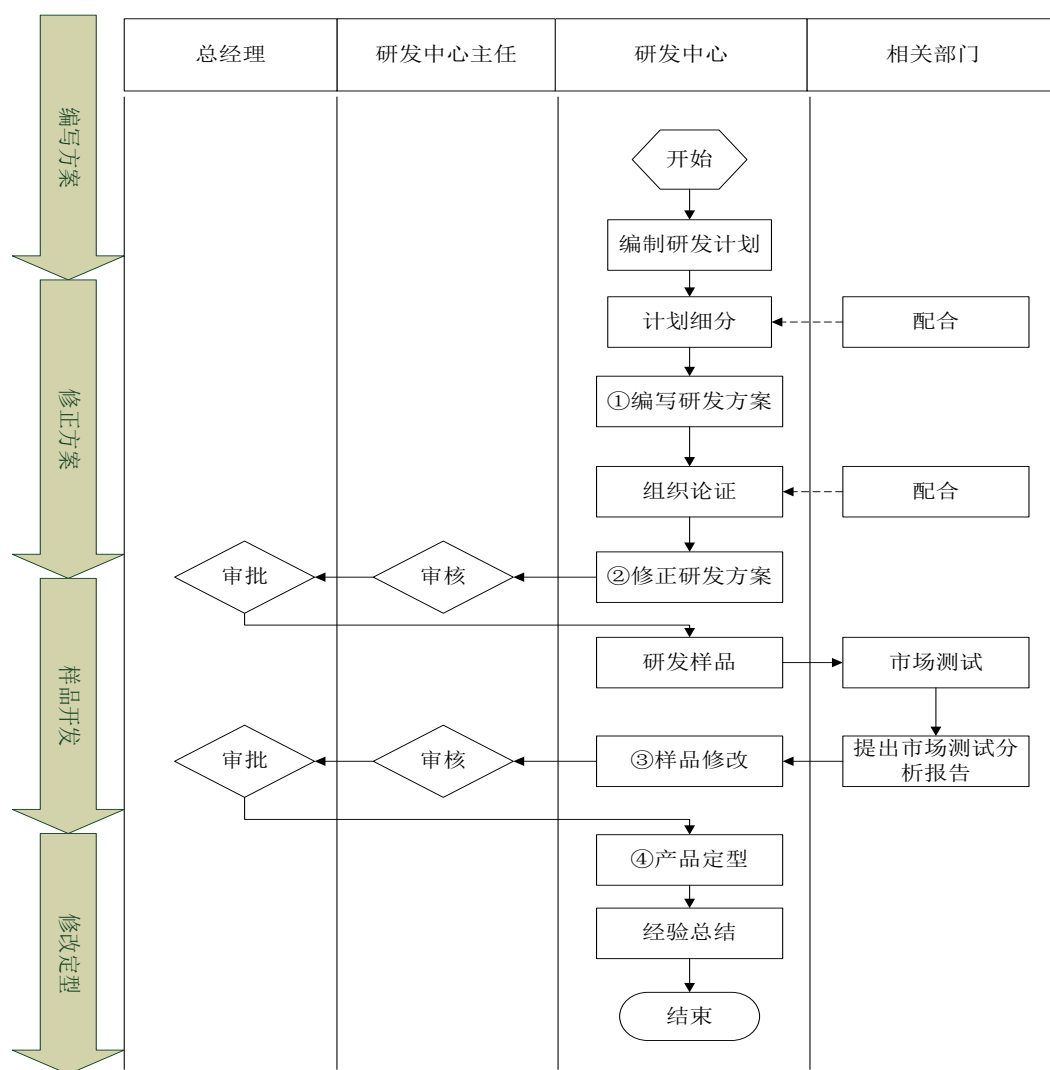 总经理
研发中心主任
研发中心
相关部门
编写方案
开始
编制研发计划
计划细分
配合
修正方案
①编写研发方案
组织论证
配合
审批
审核
②修正研发方案
样品开发
研发样品
市场测试
审批
审核
③样品修改
提出市场测试分
析报告
修改定型
④产品定型
经验总结
结束